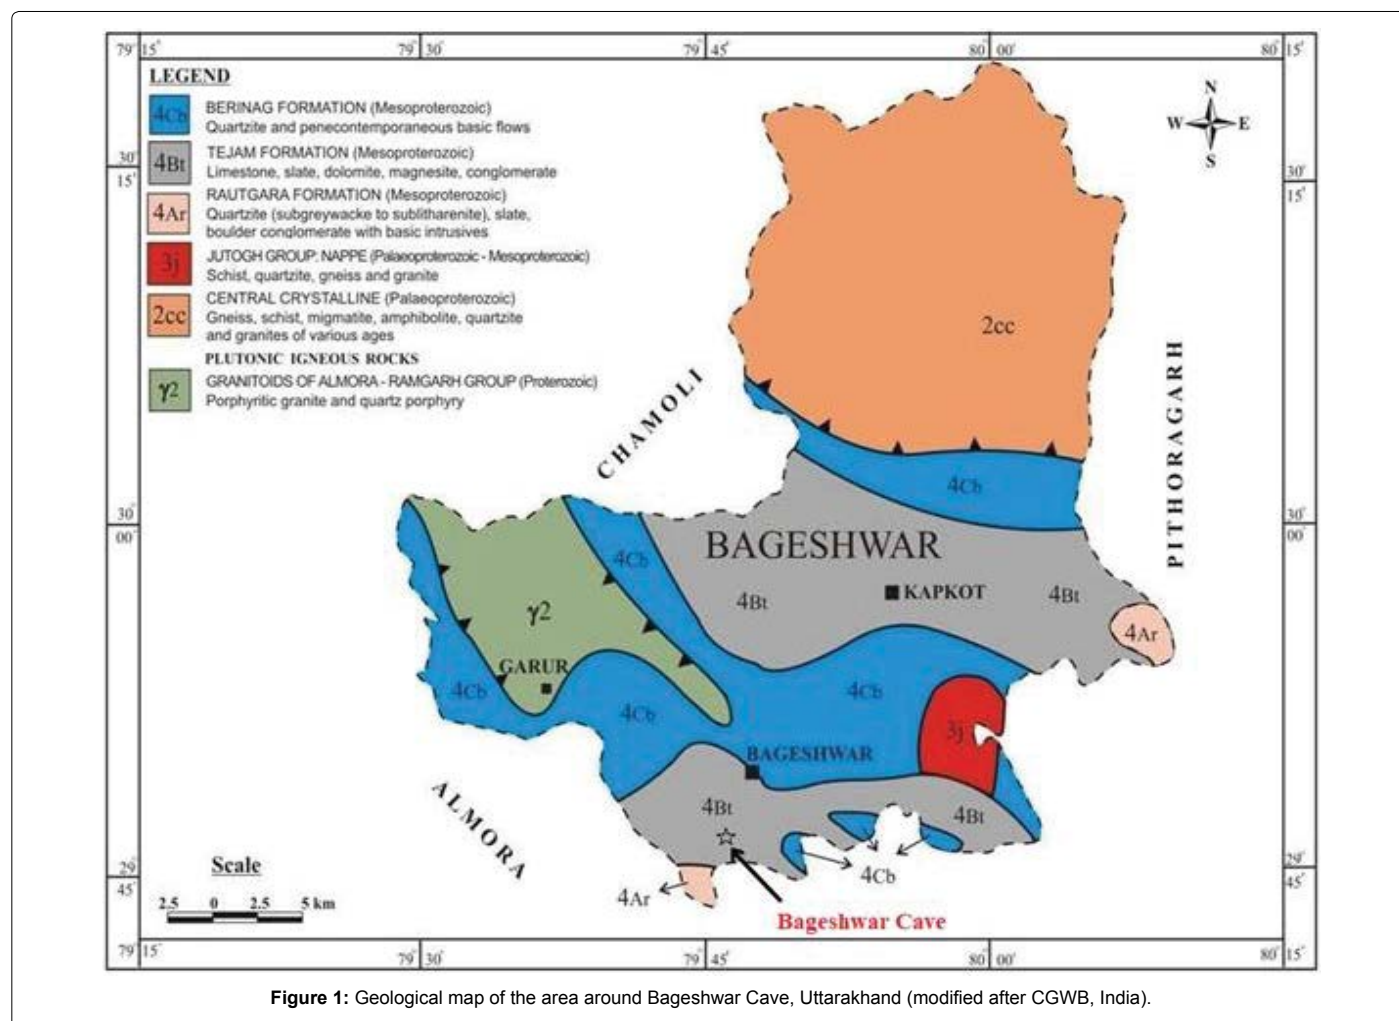 79° 15'
79° 30'
79° 45'
80° 00'
80° 15'
LEGEND
4Cb
BERINAG FORMATION (Mesoproterozoic)
Quartzite and penecontemporaneous basic flows
4Bt
TEJAM FORMATION (Mesoproterozoic)
Limestone, slate, dolomite, magnesite, conglomerate
4Ar
RAUTGARA FORMATION (Mesoproterozoic)
Quartzite (subgreywacke to sublitharenite), slate,
boulder conglomerate with basic intrusives
3j
JUTOGH GROUP: NAPPE (Palaeoproterozoic - Mesoproterozoic)
Schist, quartzite, gneiss and granite
2cc
CENTRAL CRYSTALLINE (Palaeoproterozoic)
Gneiss, schist, migmatite, amphibolite, quartzite
and granites of various ages
PLUTONIC IGNEOUS ROCKS
γ2
GRANITOIDS OF ALMORA - RAMGARH GROUP (Proterozoic)
Porphyritic granite and quartz porphyry
N
W E
S
30°
15'
30°
15'
2cc
CHAMOLI
PITHORAGARH
4Cb
30°
00'
30°
00'
BAGESHWAR
4Cb
4Bt
KAPKOT
4Bt
γ2
4Ar
GARUR
4Cb
4Cb
4Cb
3j
BAGESHWAR
ALMORA
4Bt
4Bt
4Cb
4Ar
29°
45'
29°
45'
Bageshwar Cave
Scale
2.5 0 2.5 5 km
79° 15'
79° 30'
79° 45'
80° 00'
80° 15'
Figure 1: Geological map of the area around Bageshwar Cave, Uttarakhand (modified after CGWB, India).